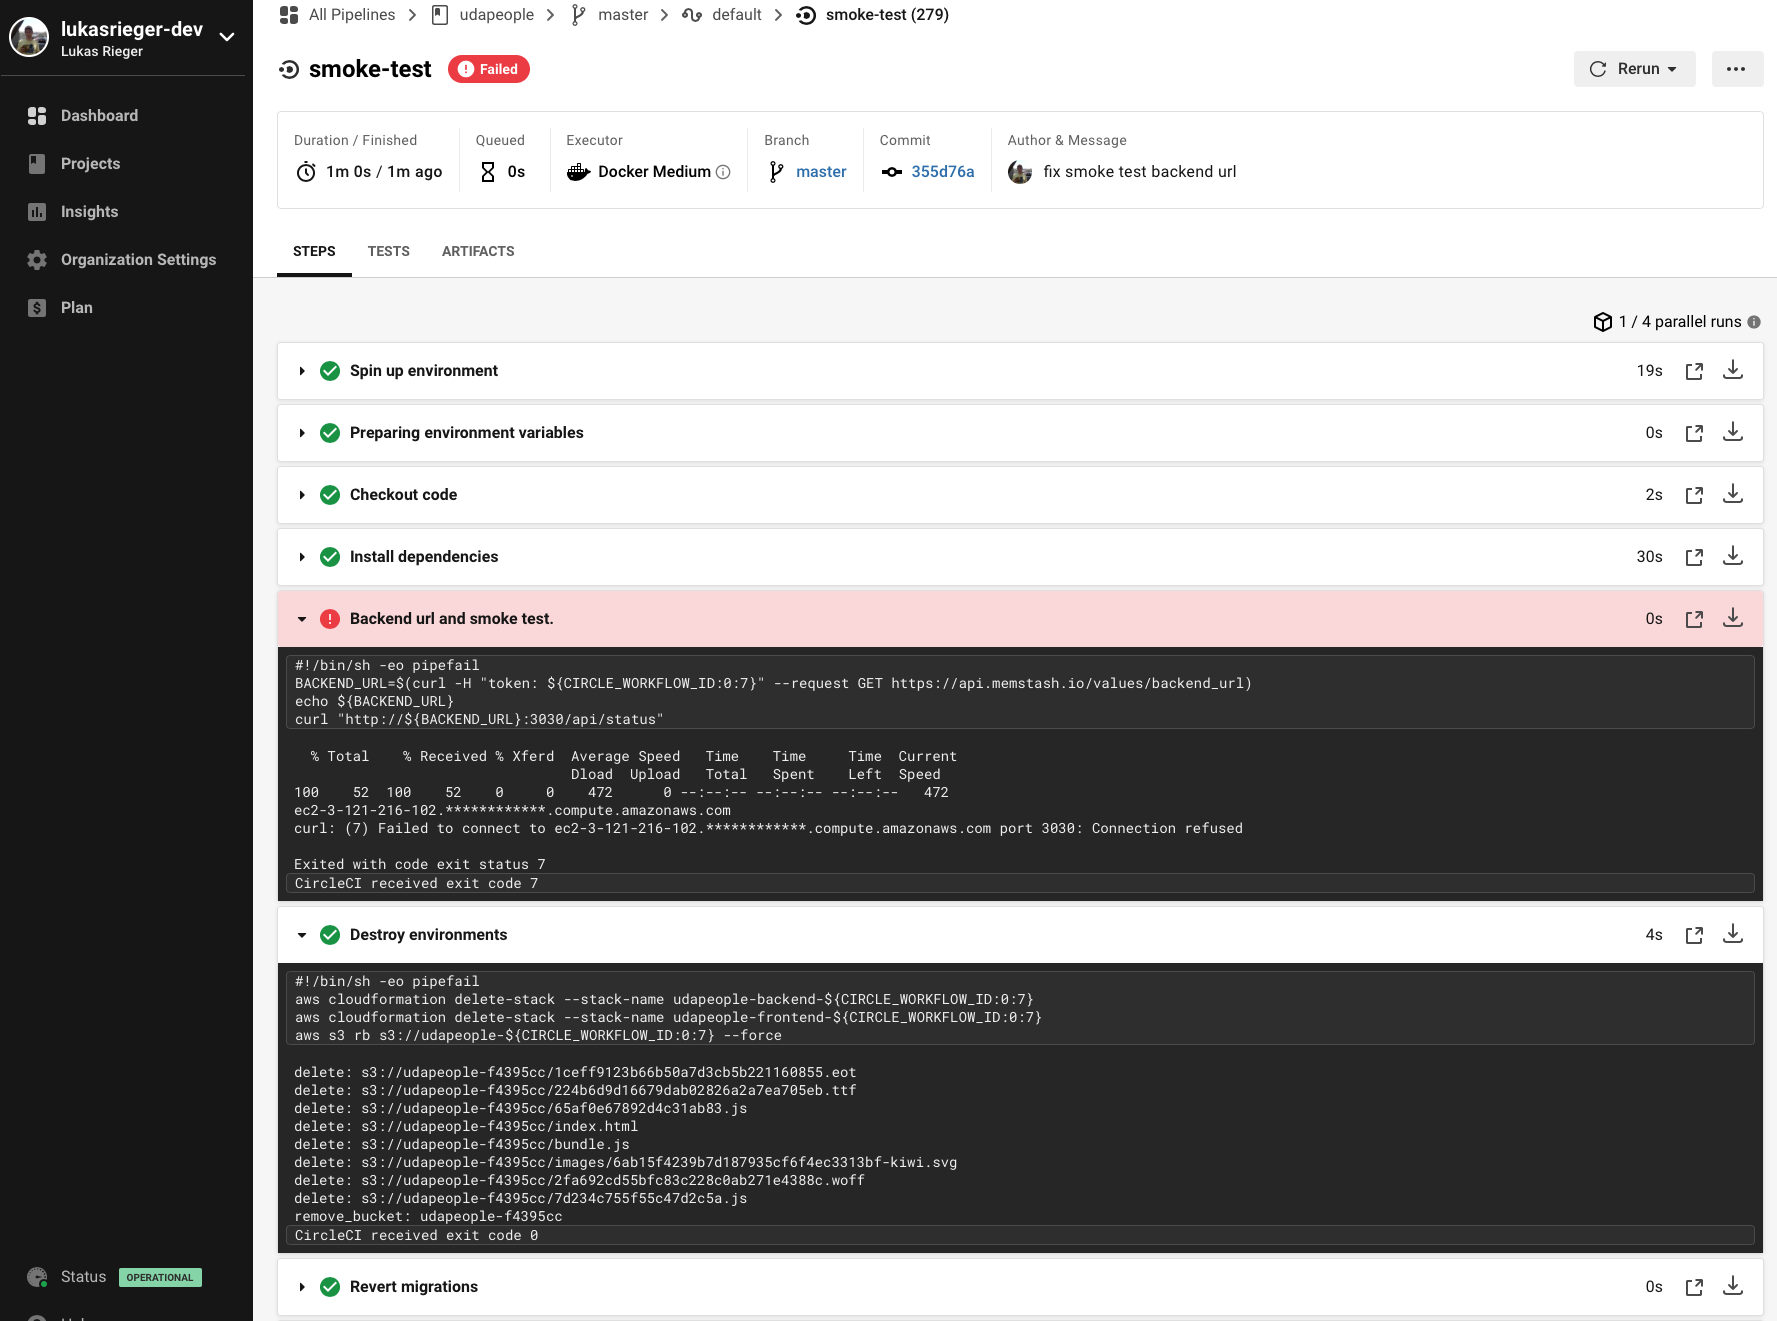 lukasrieger-dev
Lukas Rieger
Dashboard
Projects
Insights
Organization Settings
Plan
Status OPERATIONAL
All Pipelines > udapeople > master > default > smoke-test (279)
smoke-test Failed
Rerun
Duration / Finished
1m 0s / 1m ago
Queued
0s
Executor
Docker Medium
Branch
master
Commit
355d76a
Author & Message
fix smoke test backend url
STEPS TESTS ARTIFACTS
1 / 4 parallel runs
Spin up environment 19s
Preparing environment variables 0s
Checkout code 2s
Install dependencies 30s
Backend url and smoke test. 0s
#!/bin/sh -eo pipefail
BACKEND_URL=$(curl -H "token: ${CIRCLE_WORKFLOW_ID:0:7}" --request GET https://api.memstash.io/values/backend_url)
echo ${BACKEND_URL}
curl "http://${BACKEND_URL}:3030/api/status"
% Total % Received % Xferd Average Speed Time Time Time Current
Dload Upload Total Spent Left Speed
100 52 100 52 0 0 472 0 --:--:-- --:--:-- --:--:-- 472
ec2-3-121-216-102.************.compute.amazonaws.com
curl: (7) Failed to connect to ec2-3-121-216-102.************.compute.amazonaws.com port 3030: Connection refused
Exited with code exit status 7
CircleCI received exit code 7
Destroy environments 4s
#!/bin/sh -eo pipefail
aws cloudformation delete-stack --stack-name udapeople-backend-${CIRCLE_WORKFLOW_ID:0:7}
aws cloudformation delete-stack --stack-name udapeople-frontend-${CIRCLE_WORKFLOW_ID:0:7}
aws s3 rb s3://udapeople-${CIRCLE_WORKFLOW_ID:0:7} --force
delete: s3://udapeople-f4395cc/1ceff9123b66b50a7d3cb5b221160855.eot
delete: s3://udapeople-f4395cc/224b6d9d16679dab02826a2a7ea705eb.ttf
delete: s3://udapeople-f4395cc/65af0e67892d4c31ab83.js
delete: s3://udapeople-f4395cc/index.html
delete: s3://udapeople-f4395cc/bundle.js
delete: s3://udapeople-f4395cc/images/6ab15f4239b7d187935cf6f4ec3313bf-kiwi.svg
delete: s3://udapeople-f4395cc/2fa692cd55bfc83c228c0ab271e4388c.woff
delete: s3://udapeople-f4395cc/7d234c755f55c47d2c5a.js
remove_bucket: udapeople-f4395cc
CircleCI received exit code 0
Revert migrations 0s